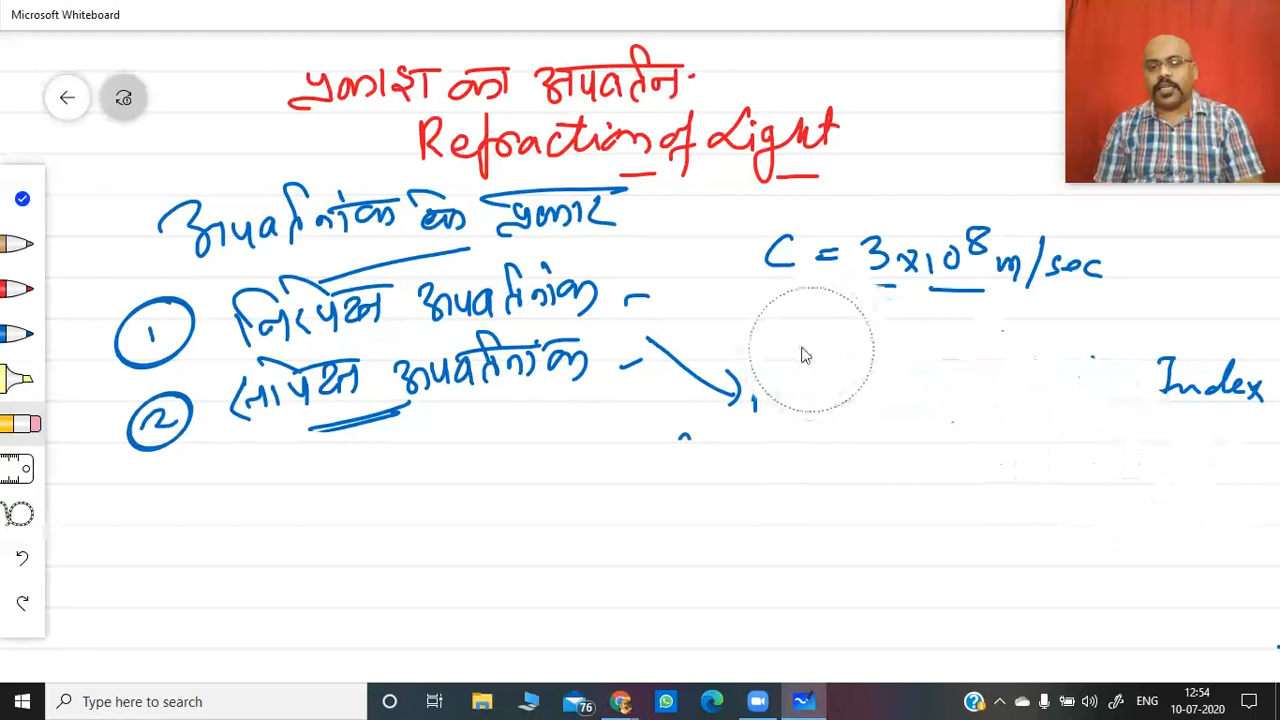 Microsoft Whiteboard
प्रकाश का अपवर्तन
Refraction of Light
अपवर्तनांक के प्रकार
C = 3×10⁸ m/sec
① निरपेक्ष अपवर्तनांक –
② सापेक्ष अपवर्तनांक –
Index
Type here to search
76
ENG
12:54
10-07-2020